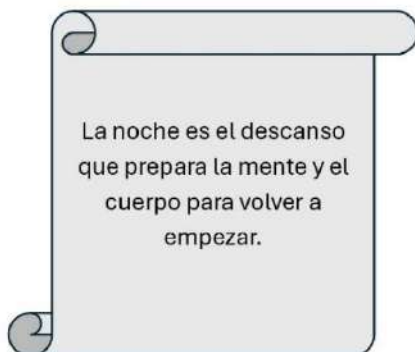 La noche es el descanso
que prepara la mente y el
cuerpo para volver a
empezar.